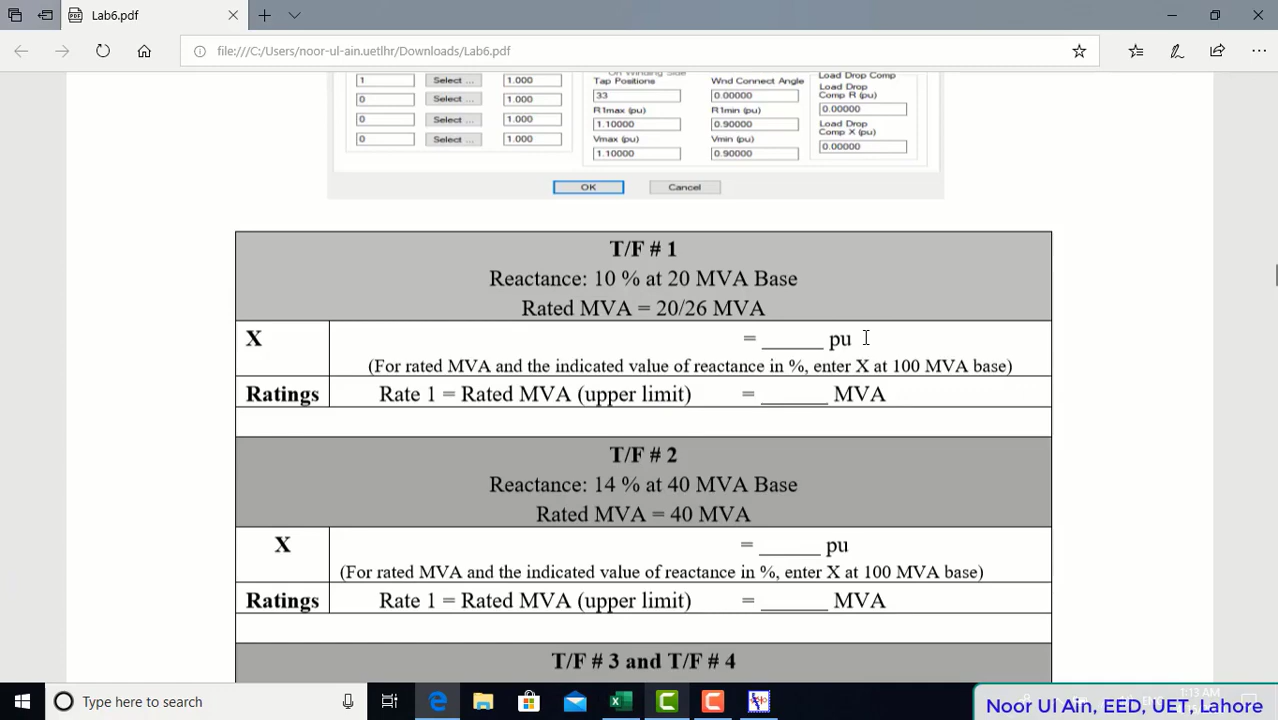 Lab6.pdf
file:///C:/Users/noor-ul-ain.uetlhr/Downloads/Lab6.pdf
On Winding Side
Load Drop Comp
1 Select ... 1.000 Tap Positions Wnd Connect Angle Load Drop
Comp R (pu)
33 0.00000
0 Select ... 1.000 R1max (pu) R1min (pu) 0.00000
0 Select ... 1.000 1.10000 0.90000 Load Drop
Comp X (pu)
0 Select ... 1.000 Vmax (pu) Vmin (pu) 0.00000
1.10000 0.90000
OK Cancel
T/F # 1
Reactance: 10 % at 20 MVA Base
Rated MVA = 20/26 MVA
X = ______ pu
(For rated MVA and the indicated value of reactance in %, enter X at 100 MVA base)
Ratings Rate 1 = Rated MVA (upper limit) = ______ MVA
T/F # 2
Reactance: 14 % at 40 MVA Base
Rated MVA = 40 MVA
X = ______ pu
(For rated MVA and the indicated value of reactance in %, enter X at 100 MVA base)
Ratings Rate 1 = Rated MVA (upper limit) = ______ MVA
T/F # 3 and T/F # 4
Type here to search
1:13 AM
Noor Ul Ain, EED, UET, Lahore